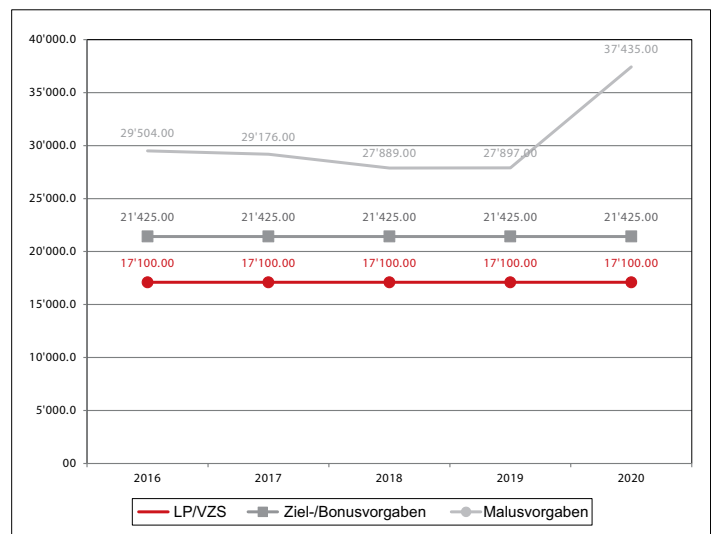 40'000.0
37'435.00
35'000.0
29'504.00 29'176.00 27'889.00 27'897.00
30'000.0
25'000.0
21'425.00 21'425.00 21'425.00 21'425.00 21'425.00
20'000.0
17'100.00 17'100.00 17'100.00 17'100.00 17'100.00
15'000.0
10'000.0
5'000.0
00
2016 2017 2018 2019 2020
LP/VZS Ziel-/Bonusvorgaben Malusvorgaben